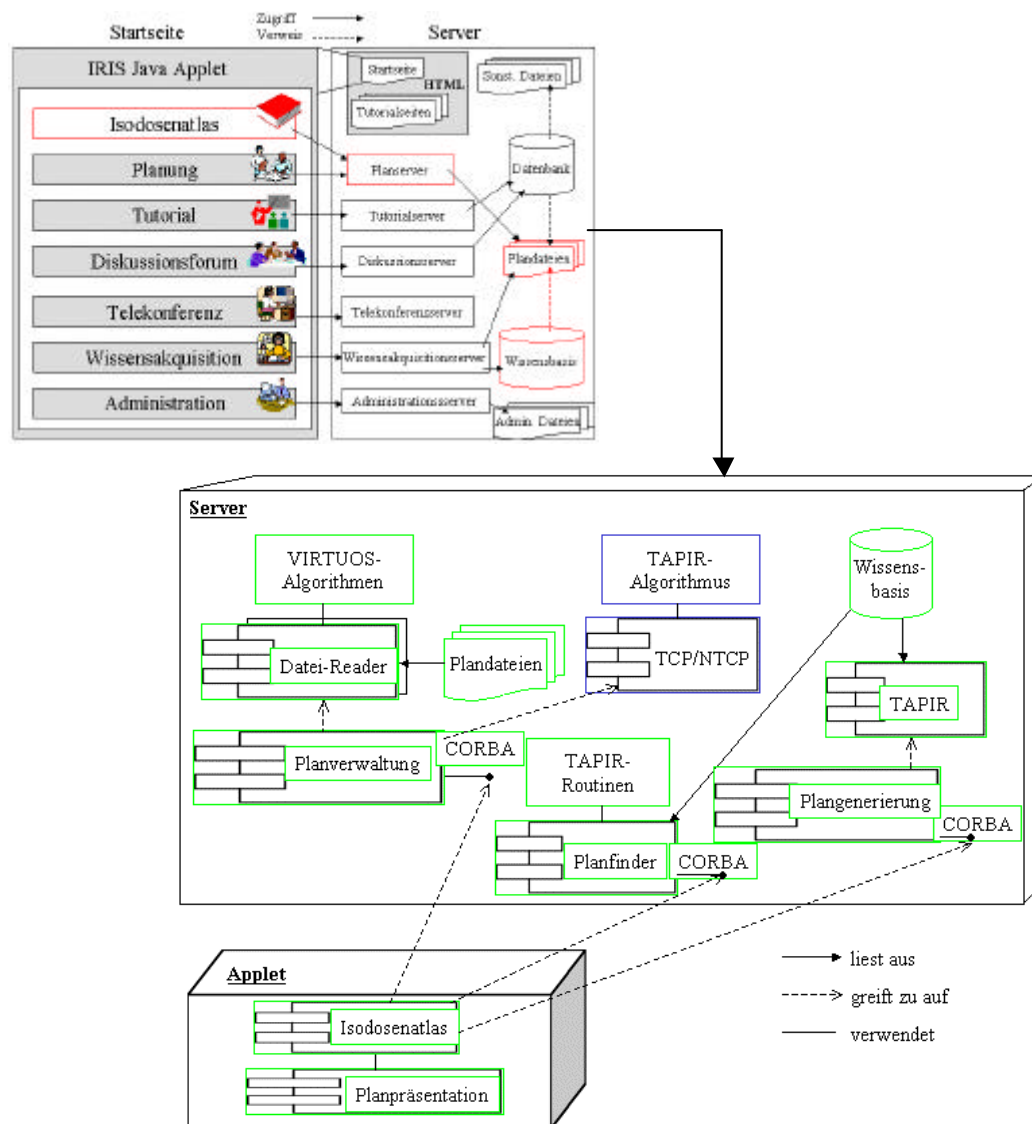 Zugriff
Verweis
Startseite
Server
IRIS Java Applet
Startseite
HTML
Tutorialseiten
Sonst. Dateien
Isodosenatlas
Planung
Planserver
Datenbank
Tutorial
Tutorialserver
Diskussionsforum
Diskussionsserver
Plandateien
Telekonferenz
Telekonferenzserver
Wissensakquisition
Wissensakquisitionsserver
Wissensbasis
Administration
Administrationsserver
Admin. Dateien
Server
VIRTUOS-
Algorithmen
TAPIR-
Algorithmus
Wissens-
basis
Datei-Reader
Plandateien
TCP/NTCP
TAPIR
Planverwaltung
CORBA
TAPIR-
Routinen
Plangenerierung
CORBA
Planfinder
CORBA
Applet
Isodosenatlas
Planpräsentation
liest aus
greift zu auf
verwendet